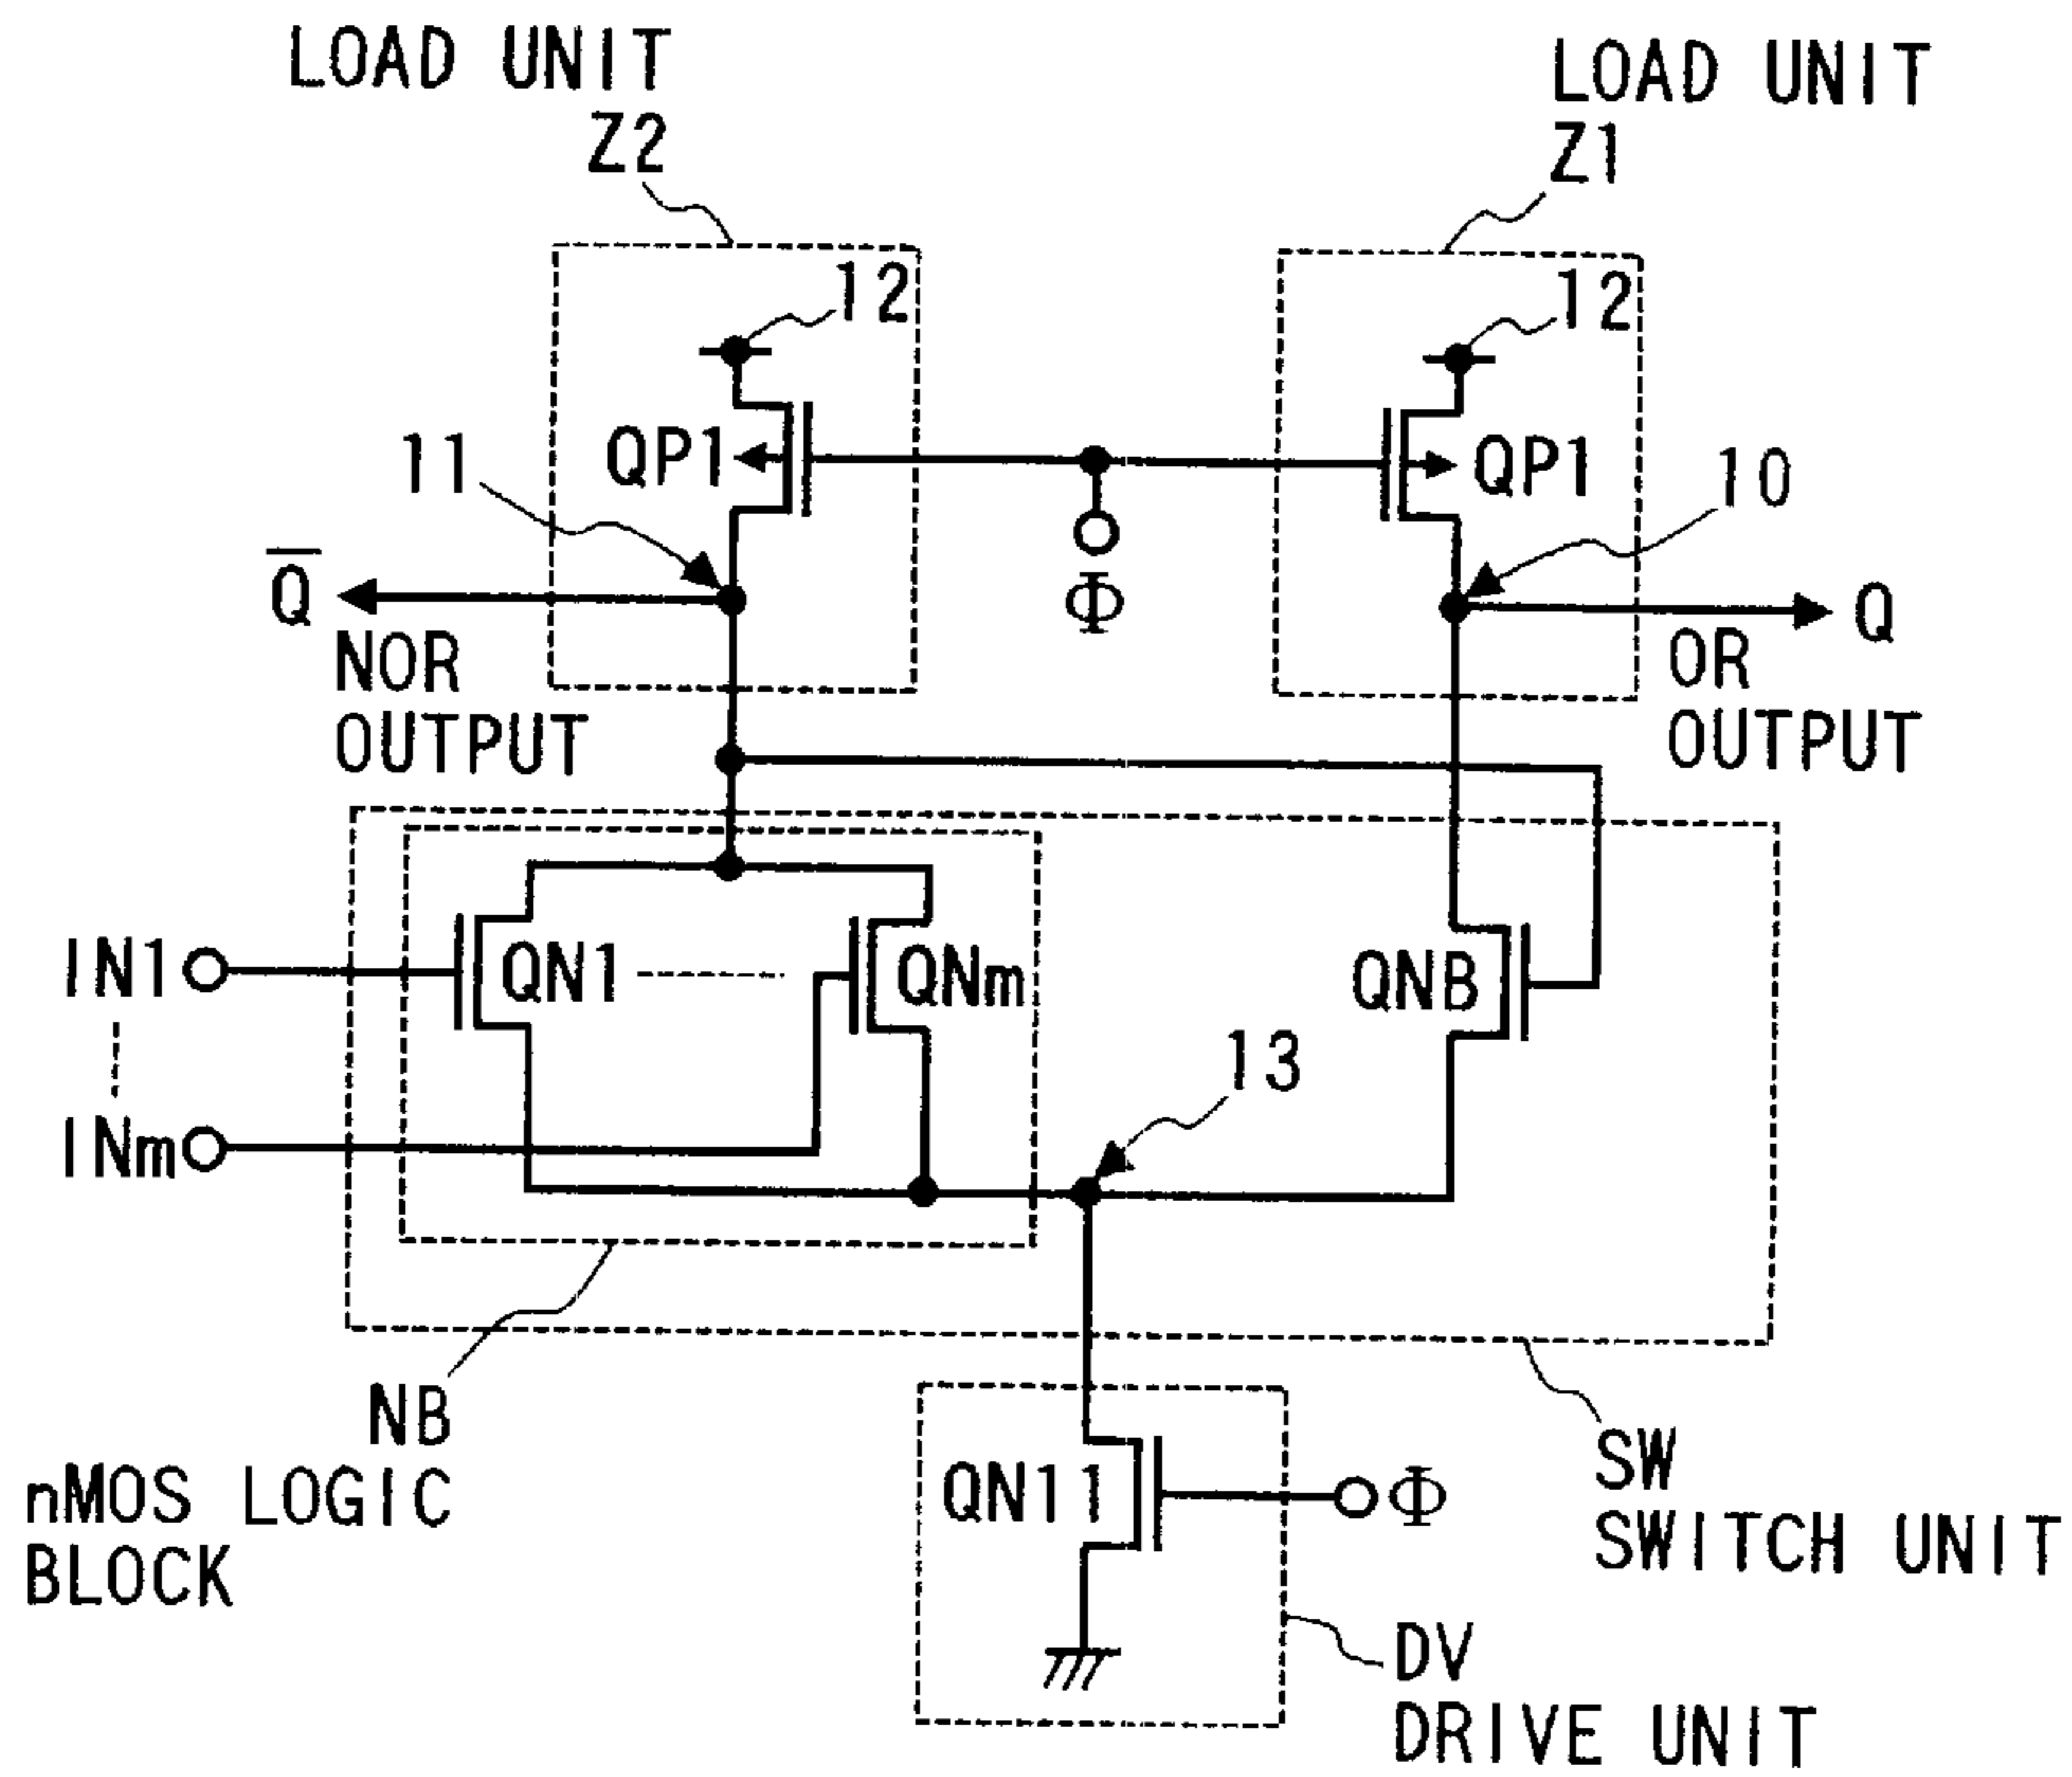 LOAD UNIT
Z2
LOAD UNIT
Z1
12
12
QP1
QP1
11
10
Q̅
Φ
Q
NOR
OUTPUT
OR
OUTPUT
IN1
QN1
QNm
QNB
13
INm
NB
nMOS LOGIC
BLOCK
QN11
Φ
SW
SWITCH UNIT
DV
DRIVE UNIT